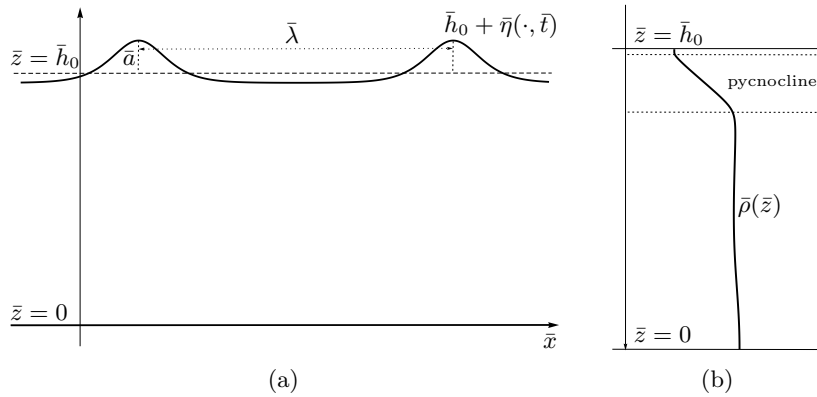 z̄ = h̄₀
ā
λ̄
h̄₀ + η̄(·, t̄)
z̄ = 0
x̄
(a)
z̄ = h̄₀
pycnocline
ρ̄(z̄)
z̄ = 0
(b)